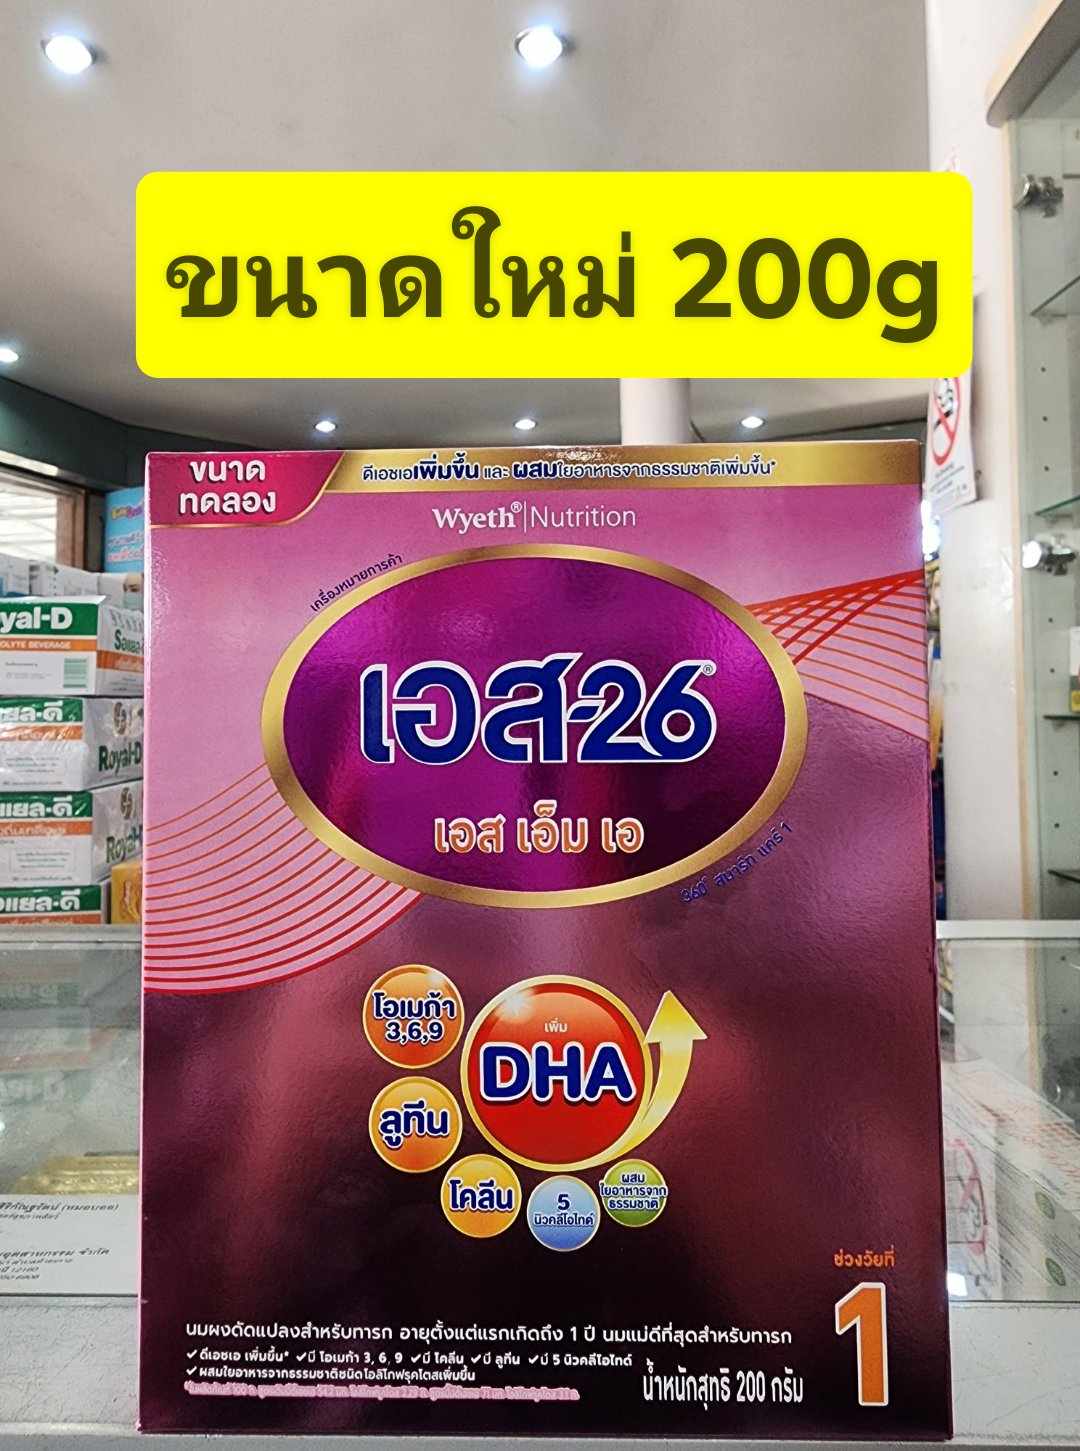 ขนาดใหม่ 200g
ขนาด
ทดลอง
ดีเอชเอเพิ่มขึ้น และ ผสมใยอาหารจากธรรมชาติเพิ่มขึ้น*
Wyeth® Nutrition
เครื่องหมายการค้า
เอส-26®
เอส เอ็ม เอ
360° สมาร์ท แคร์ 1
โอเมก้า
3,6,9
เพิ่ม
DHA
ลูทีน
โคลีน
5
นิวคลีโอไทด์
ผสม
ใยอาหารจาก
ธรรมชาติ
ช่วงวัยที่
1
นมผงดัดแปลงสำหรับทารก อายุตั้งแต่แรกเกิดถึง 1 ปี นมแม่ดีที่สุดสำหรับทารก
✓ดีเอชเอ เพิ่มขึ้น* ✓มี โอเมก้า 3, 6, 9 ✓มี โคลีน ✓มี ลูทีน ✓มี 5 นิวคลีโอไทด์
✓ผสมใยอาหารจากธรรมชาติชนิดโอลิโกฟรุคโตสเพิ่มขึ้น
น้ำหนักสุทธิ 200 กรัม
yal-D
OLYTE BEVERAGE
Royal-D
แยล-ดี